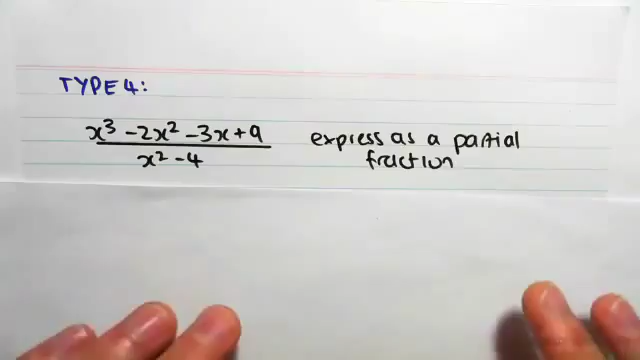 TYPE 4:
x³ - 2x² - 3x + 9
x² - 4
express as a partial
fraction